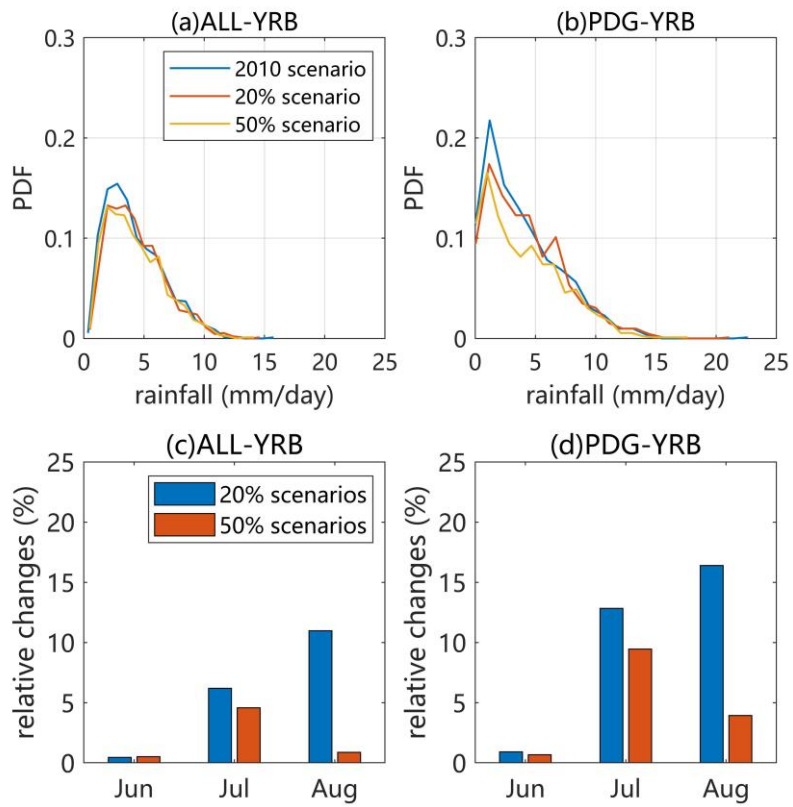 (a)ALL-YRB
0.3
0.2
0.1
0
PDF
2010 scenario
20% scenario
50% scenario
0 5 10 15 20 25
rainfall (mm/day)
(b)PDG-YRB
0.3
0.2
0.1
0
PDF
0 5 10 15 20 25
rainfall (mm/day)
(c)ALL-YRB
25
20
15
10
5
0
relative changes (%)
20% scenarios
50% scenarios
Jun Jul Aug
(d)PDG-YRB
25
20
15
10
5
0
relative changes (%)
Jun Jul Aug